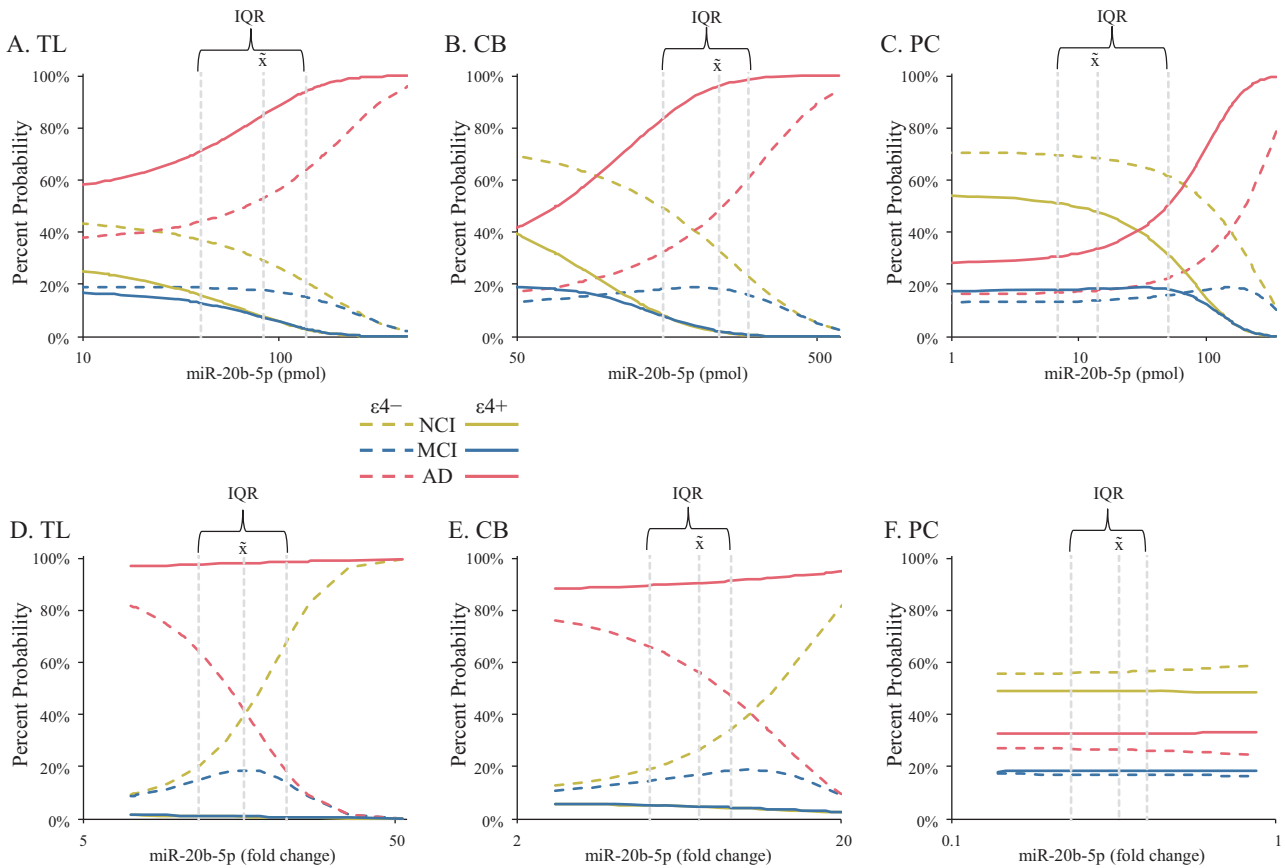 IQR IQR IQR
A. TL B. CB C. PC
x̃ x̃ x̃
100% 100% 100%
80% 80% 80%
60% 60% 60%
40% 40% 40%
20% 20% 20%
0% 0% 0%
Percent Probability Percent Probability Percent Probability
10 100 50 500 1 10 100
miR-20b-5p (pmol) miR-20b-5p (pmol) miR-20b-5p (pmol)
ε4− ε4+
NCI
MCI
AD
IQR IQR IQR
D. TL E. CB F. PC
x̃ x̃ x̃
100% 100% 100%
80% 80% 80%
60% 60% 60%
40% 40% 40%
20% 20% 20%
0% 0% 0%
Percent Probability Percent Probability Percent Probability
5 50 2 20 0.1 1
miR-20b-5p (fold change) miR-20b-5p (fold change) miR-20b-5p (fold change)